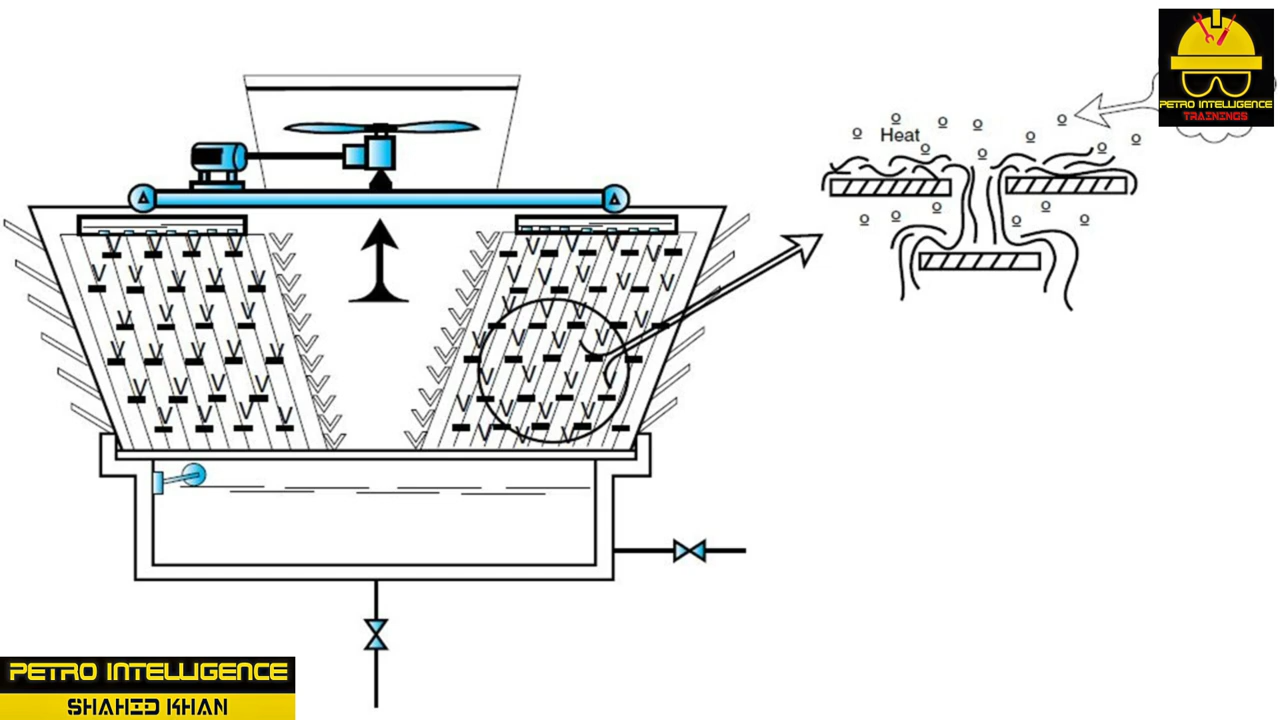 PETRO INTELLIGENCE
TRAININGS
Heat
PETRO INTELLIGENCE
SHAHID KHAN